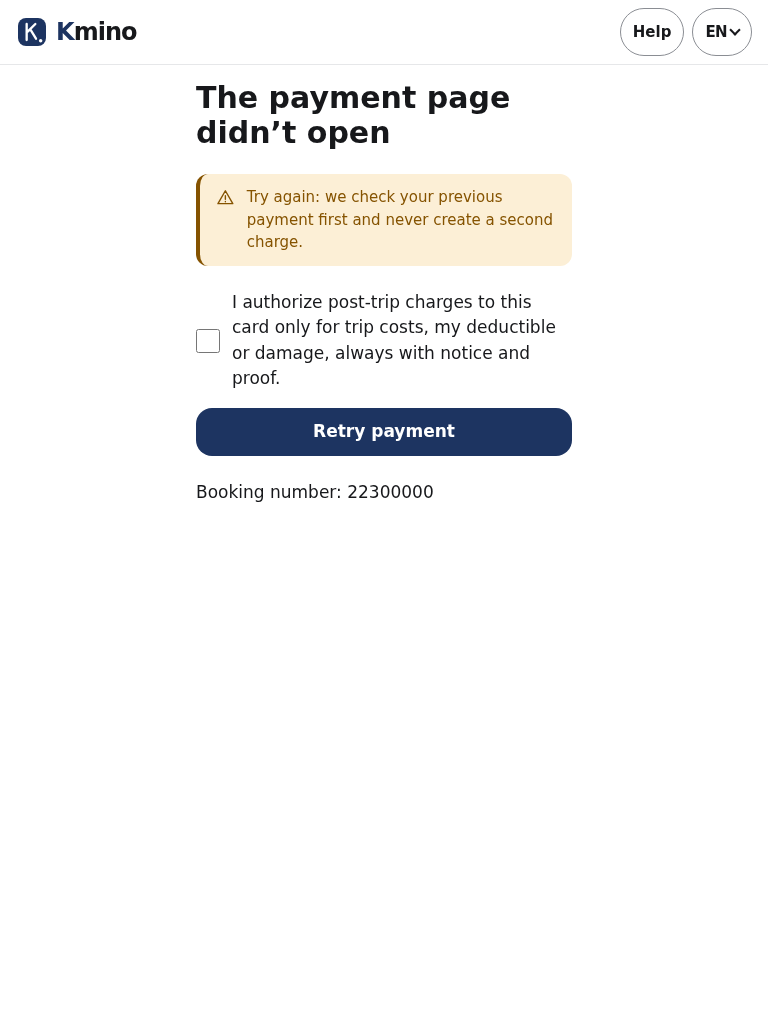 K.
Kmino
Help
EN
The payment page
didn’t open
Try again: we check your previous
payment first and never create a second
charge.
I authorize post-trip charges to this
card only for trip costs, my deductible
or damage, always with notice and
proof.
Retry payment
Booking number: 22300000